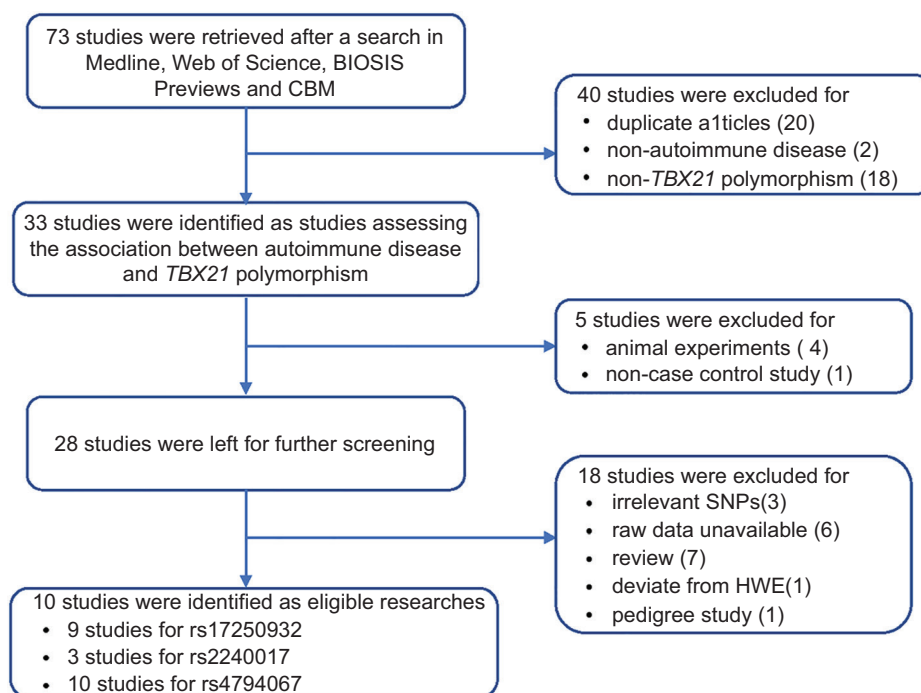 73 studies were retrieved after a search in
Medline, Web of Science, BIOSIS
Previews and CBM
40 studies were excluded for
• duplicate a1ticles (20)
• non-autoimmune disease (2)
• non-TBX21 polymorphism (18)
33 studies were identified as studies assessing
the association between autoimmune disease
and TBX21 polymorphism
5 studies were excluded for
• animal experiments ( 4)
• non-case control study (1)
28 studies were left for further screening
18 studies were excluded for
• irrelevant SNPs(3)
• raw data unavailable (6)
• review (7)
• deviate from HWE(1)
• pedigree study (1)
10 studies were identified as eligible researches
• 9 studies for rs17250932
• 3 studies for rs2240017
• 10 studies for rs4794067